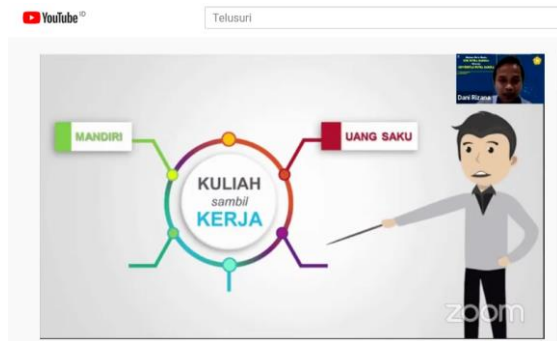 YouTube ID
Telusuri
Dani Rizana
MANDIRI
UANG SAKU
KULIAH
sambil
KERJA
zoom